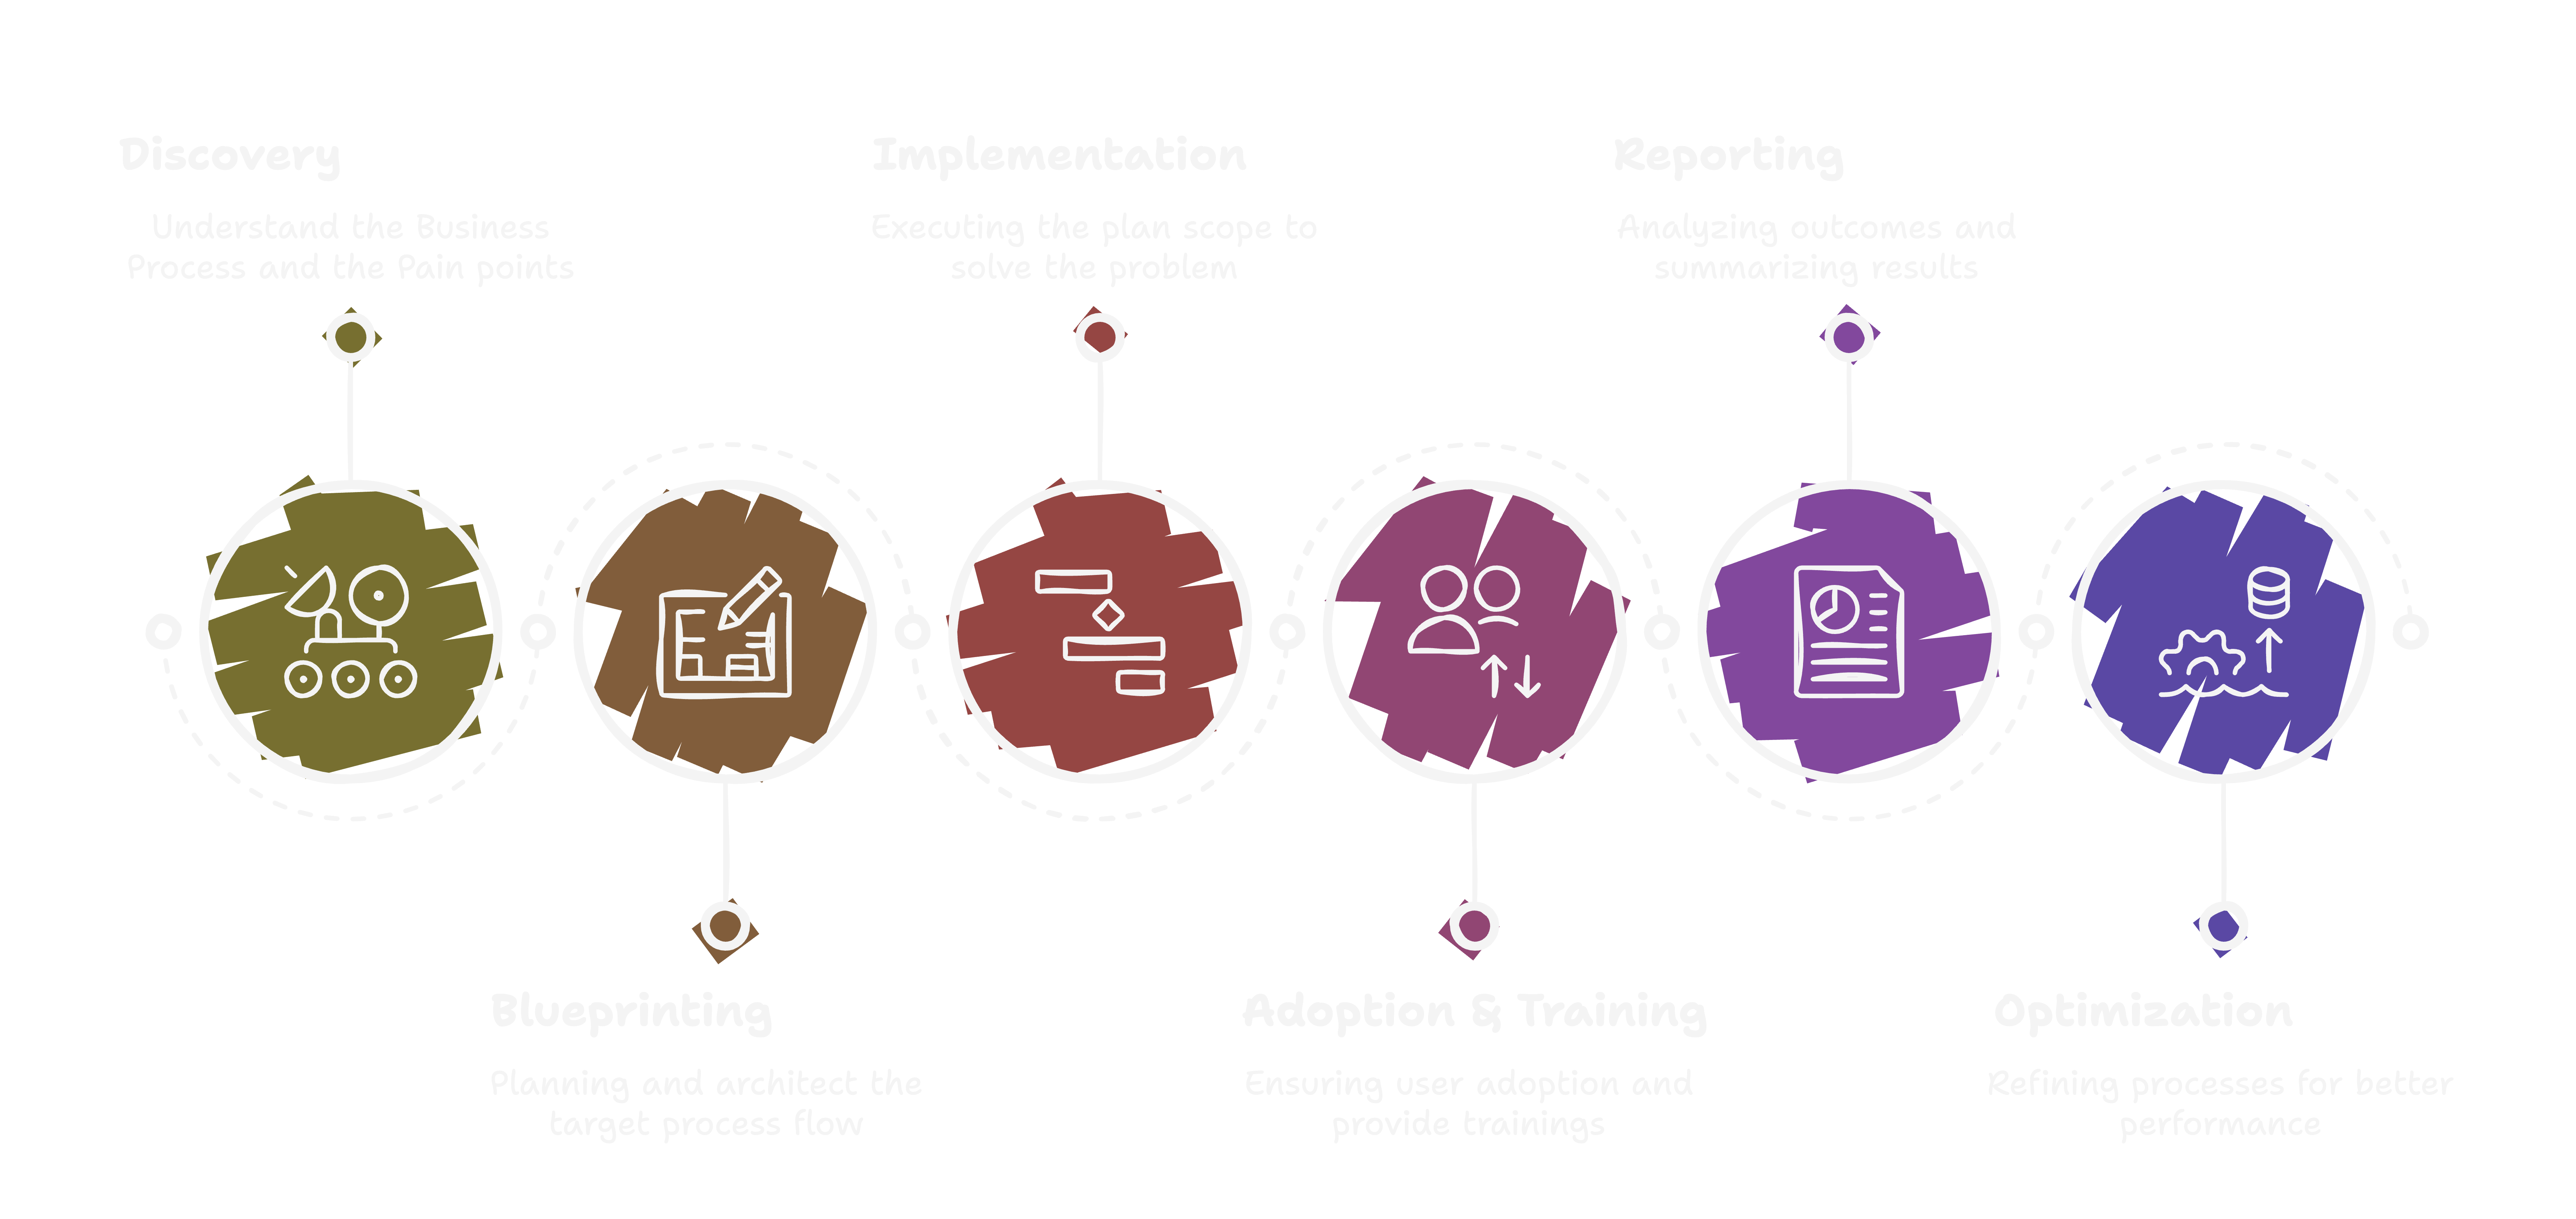 Discovery
Understand the Business
Process and the Pain points
Blueprinting
Planning and architect the
target process flow
Implementation
Executing the plan scope to
solve the problem
Adoption & Training
Ensuring user adoption and
provide trainings
Reporting
Analyzing outcomes and
summarizing results
Optimization
Refining processes for better
performance